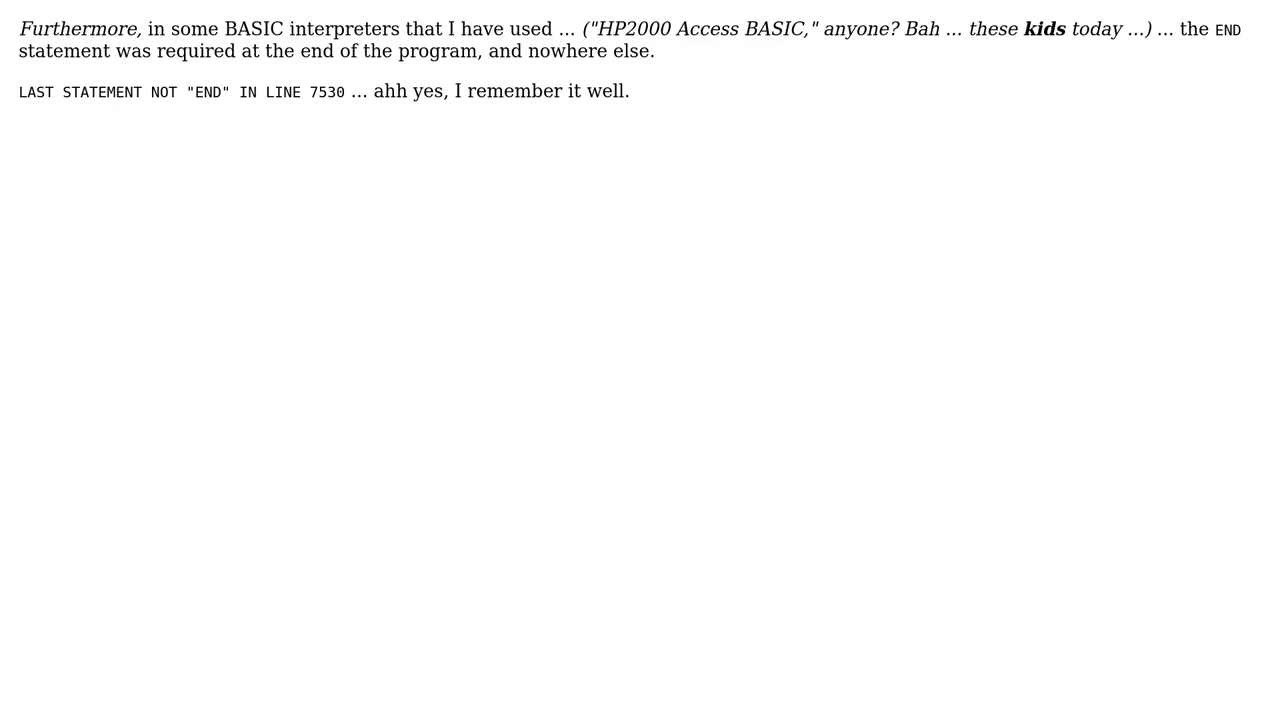 Furthermore, in some BASIC interpreters that I have used ... ("HP2000 Access BASIC," anyone? Bah ... these kids today ...) ... the END
statement was required at the end of the program, and nowhere else.
LAST STATEMENT NOT "END" IN LINE 7530 ... ahh yes, I remember it well.